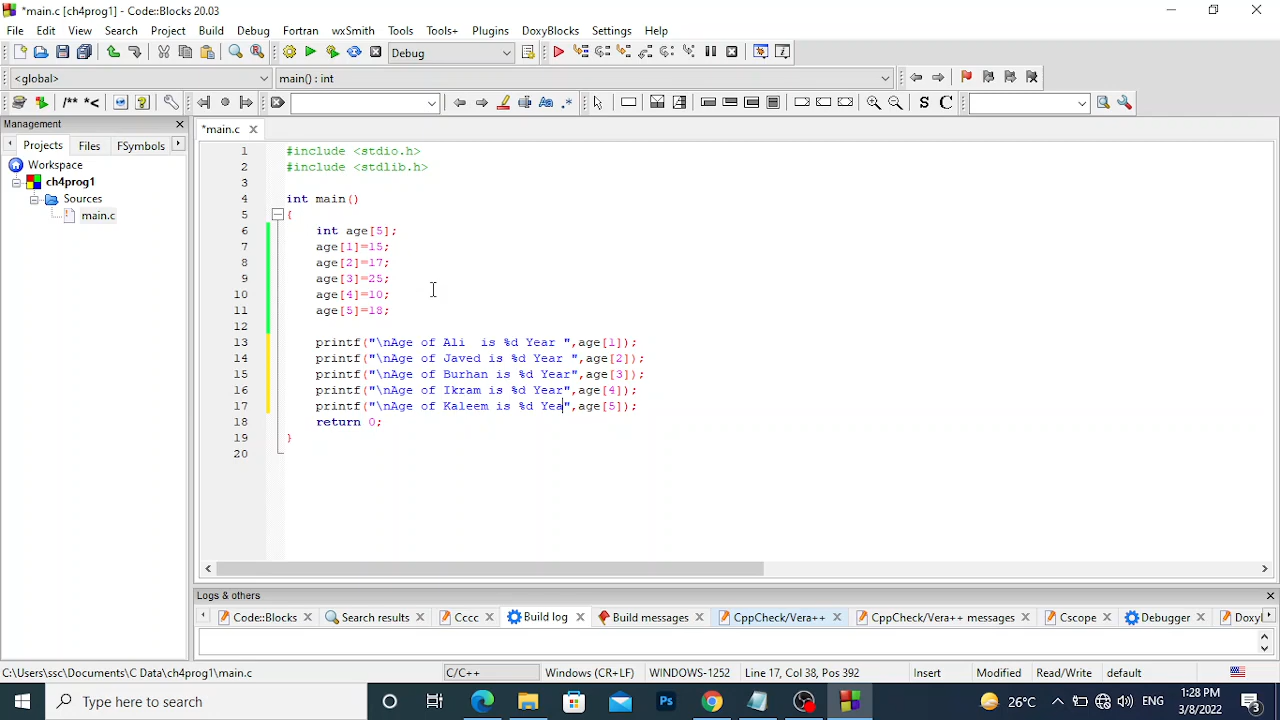 *main.c [ch4prog1] - Code::Blocks 20.03
File Edit View Search Project Build Debug Fortran wxSmith Tools Tools+ Plugins DoxyBlocks Settings Help
Debug
<global> main() : int
/** *<
S C
Management
Projects Files FSymbols
Workspace
ch4prog1
Sources
main.c
*main.c
1 #include <stdio.h>
2 #include <stdlib.h>
3
4 int main()
5 {
6 int age[5];
7 age[1]=15;
8 age[2]=17;
9 age[3]=25;
10 age[4]=10;
11 age[5]=18;
12
13 printf("\nAge of Ali  is %d Year ",age[1]);
14 printf("\nAge of Javed is %d Year ",age[2]);
15 printf("\nAge of Burhan is %d Year",age[3]);
16 printf("\nAge of Ikram is %d Year",age[4]);
17 printf("\nAge of Kaleem is %d Yea",age[5]);
18 return 0;
19 }
20
Logs & others
Code::Blocks Search results Cccc Build log Build messages CppCheck/Vera++ CppCheck/Vera++ messages Cscope Debugger Doxy
C:\Users\ssc\Documents\C Data\ch4prog1\main.c C/C++ Windows (CR+LF) WINDOWS-1252 Line 17, Col 38, Pos 392 Insert Modified Read/Write default
Type here to search Ps 26°C ENG 1:28 PM 3/8/2022 3